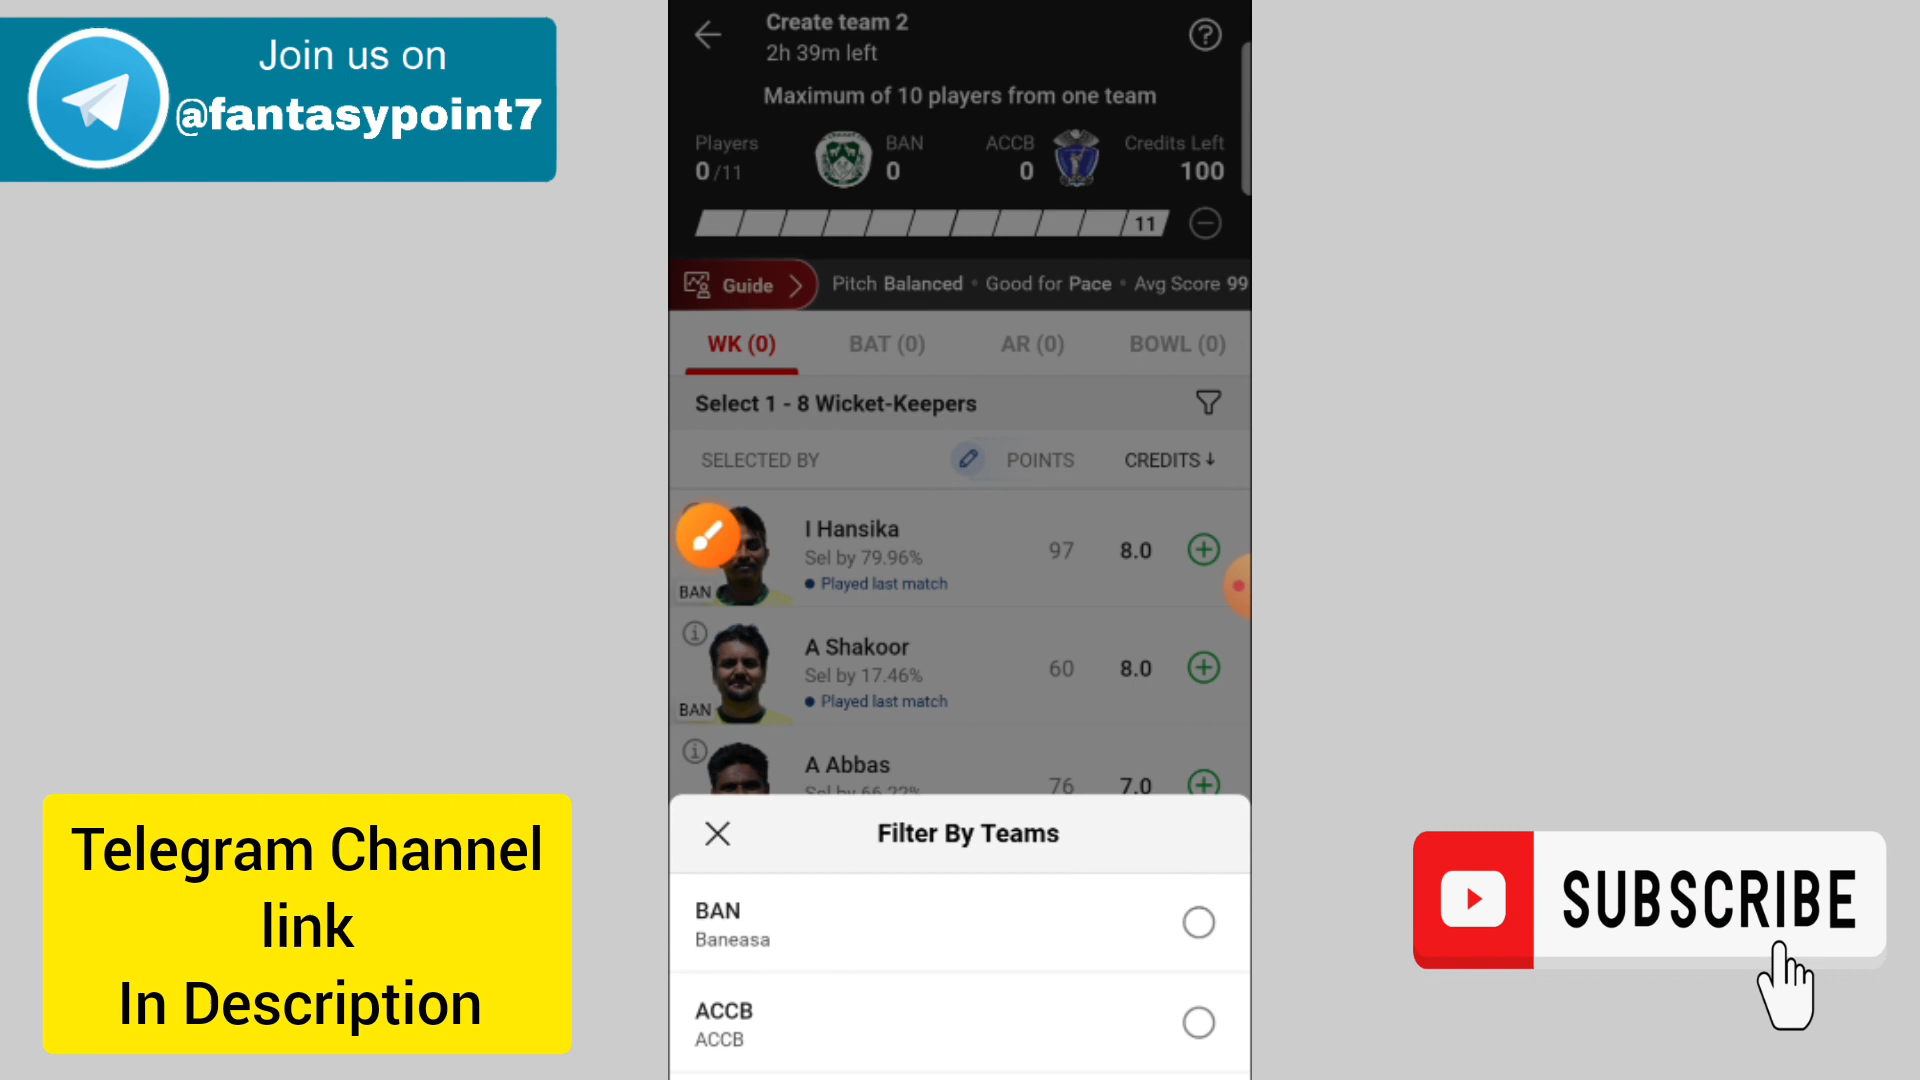 Join us on
@fantasypoint7
Create team 2
2h 39m left
Maximum of 10 players from one team
Players
0/11
BAN
0
ACCB
0
Credits Left
100
11
Guide
Pitch Balanced • Good for Pace • Avg Score 99
WK (0)
BAT (0)
AR (0)
BOWL (0)
Select 1 - 8 Wicket-Keepers
SELECTED BY
POINTS
CREDITS↓
I Hansika
Sel by 79.96%
Played last match
BAN
97
8.0
A Shakoor
Sel by 17.46%
Played last match
BAN
60
8.0
A Abbas
Sel by 66.22%
76
7.0
Filter By Teams
BAN
Baneasa
ACCB
ACCB
Telegram Channel
link
In Description
SUBSCRIBE